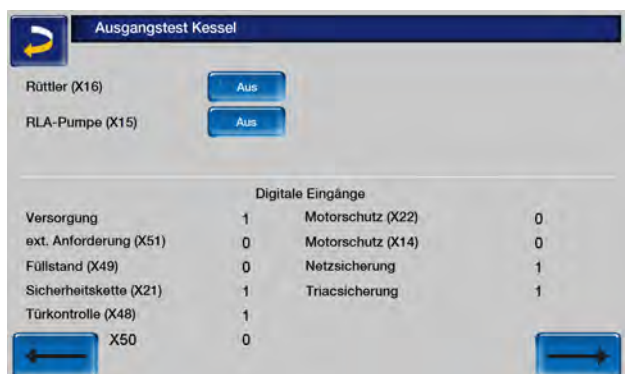 Ausgangstest Kessel
Rüttler (X16) Aus
RLA-Pumpe (X15) Aus
Digitale Eingänge
Versorgung 1 Motorschutz (X22) 0
ext. Anforderung (X51) 0 Motorschutz (X14) 0
Füllstand (X49) 0 Netzsicherung 1
Sicherheitskette (X21) 1 Triacsicherung 1
Türkontrolle (X48) 1
X50 0